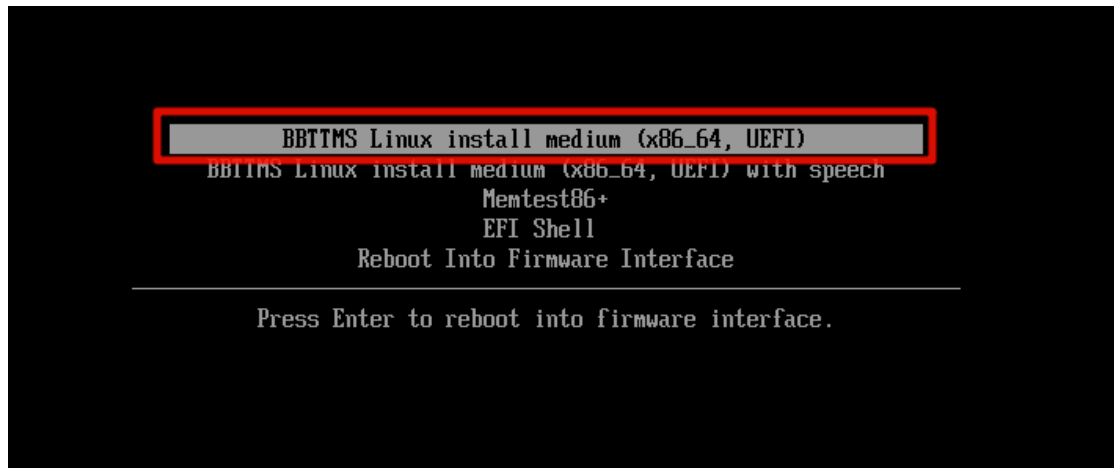 BBTTMS Linux install medium (x86_64, UEFI)
BBTTMS Linux install medium (x86_64, UEFI) with speech
Memtest86+
EFI Shell
Reboot Into Firmware Interface
Press Enter to reboot into firmware interface.